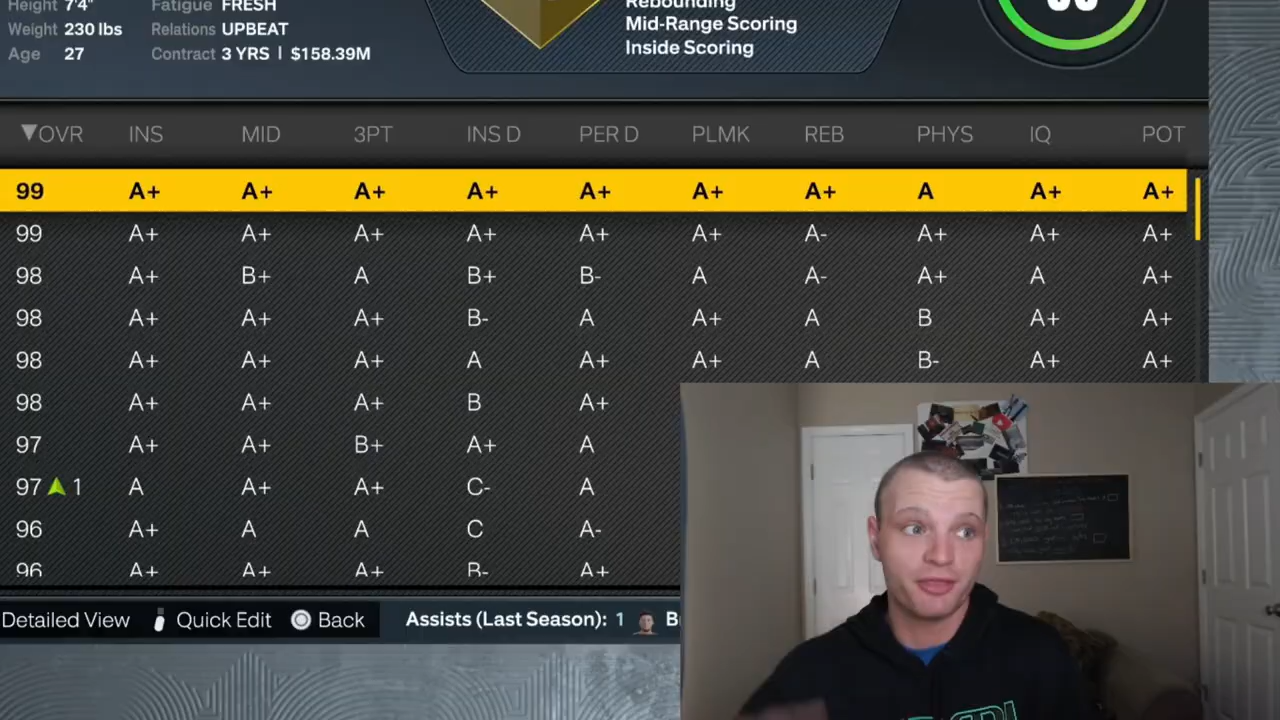 Height 7'4" Fatigue FRESH Rebounding
Weight 230 lbs Relations UPBEAT Mid-Range Scoring
Age 27 Contract 3 YRS | $158.39M Inside Scoring
▼OVR INS MID 3PT INS D PER D PLMK REB PHYS IQ POT
99 A+ A+ A+ A+ A+ A+ A+ A A+ A+
99 A+ A+ A+ A+ A+ A+ A- A+ A+ A+
98 A+ B+ A B+ B- A A- A+ A A+
98 A+ A+ A+ B- A A+ A B A+ A+
98 A+ A+ A+ A A+ A+ A B- A+ A+
98 A+ A+ A+ B A+
97 A+ A+ B+ A+ A
97 ▲ 1 A A+ A+ C- A
96 A+ A A C A-
96 A+ A+ A+ B- A+
Detailed View Quick Edit Back Assists (Last Season): 1